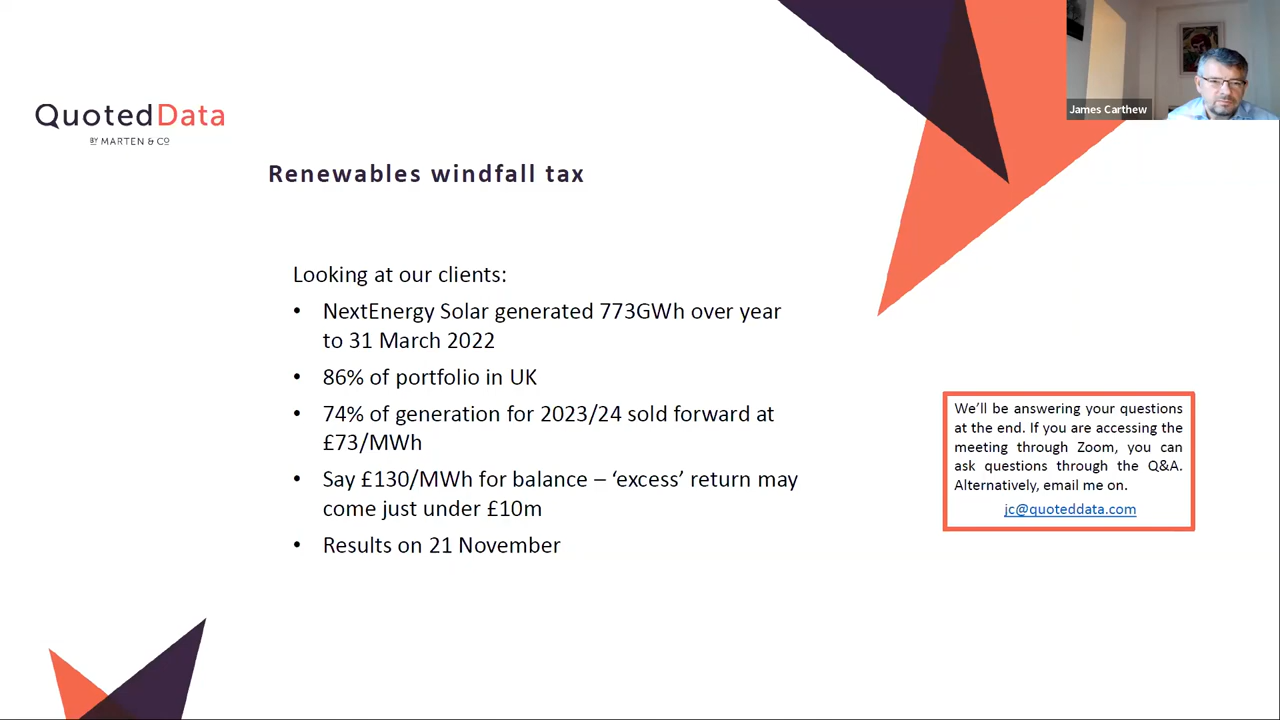 QuotedData
BY MARTEN & CO
James Carthew
Renewables windfall tax
Looking at our clients:
• NextEnergy Solar generated 773GWh over year
to 31 March 2022
• 86% of portfolio in UK
• 74% of generation for 2023/24 sold forward at
£73/MWh
• Say £130/MWh for balance – ‘excess’ return may
come just under £10m
• Results on 21 November
We’ll be answering your questions
at the end. If you are accessing the
meeting through Zoom, you can
ask questions through the Q&A.
Alternatively, email me on.
jc@quoteddata.com